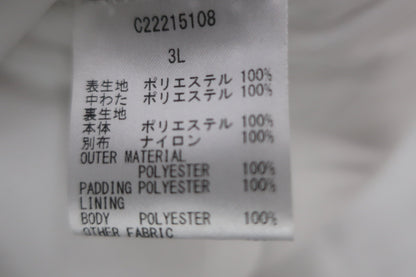 C22215108
3L
表生地 ポリエステル 100%
中わた ポリエステル 100%
裏生地
本体 ポリエステル 100%
別布 ナイロン 100%
OUTER MATERIAL
POLYESTER 100%
PADDING POLYESTER 100%
LINING
BODY POLYESTER 100%
OTHER FABRIC